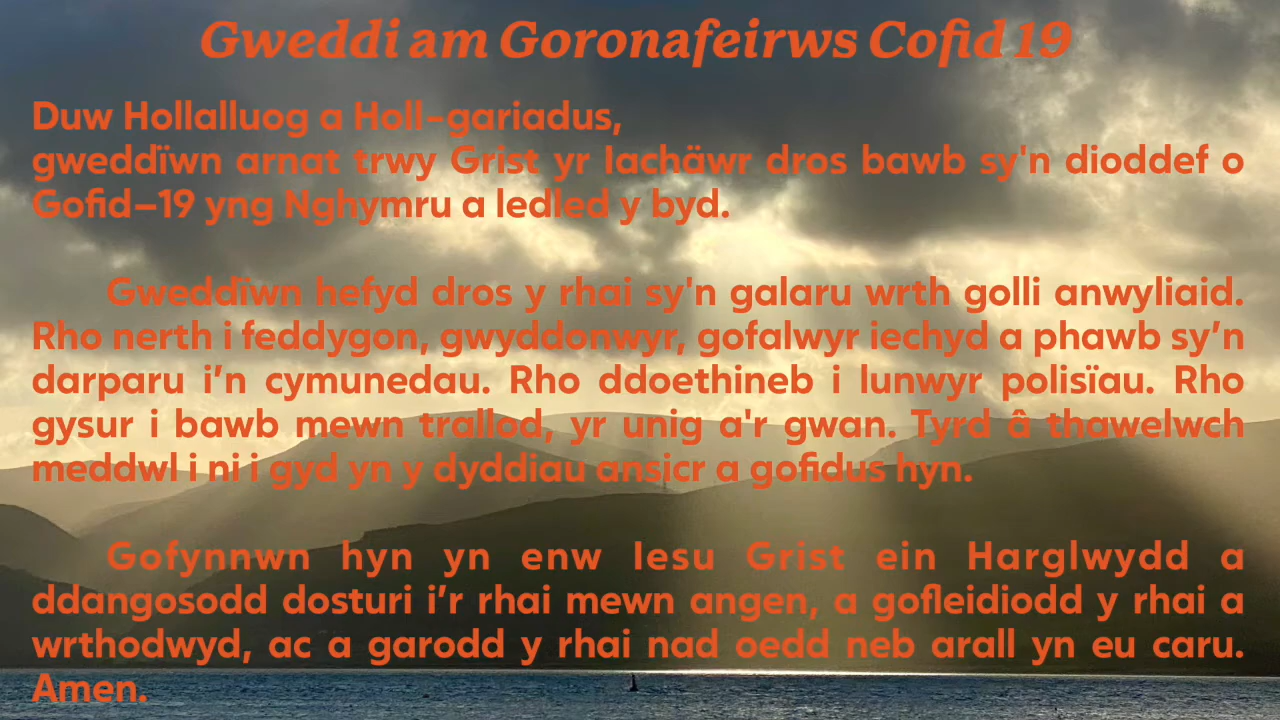 Gweddi am Goronafeirws Cofid 19
Duw Hollalluog a Holl-gariadus,
gweddïwn arnat trwy Grist yr Iachäwr dros bawb sy'n dioddef o
Gofid–19 yng Nghymru a ledled y byd.
Gweddïwn hefyd dros y rhai sy'n galaru wrth golli anwyliaid.
Rho nerth i feddygon, gwyddonwyr, gofalwyr iechyd a phawb sy’n
darparu i’n cymunedau. Rho ddoethineb i lunwyr polisïau. Rho
gysur i bawb mewn trallod, yr unig a'r gwan. Tyrd â thawelwch
meddwl i ni i gyd yn y dyddiau ansicr a gofidus hyn.
Gofynnwn hyn yn enw Iesu Grist ein Harglwydd a
ddangosodd dosturi i’r rhai mewn angen, a gofleidiodd y rhai a
wrthodwyd, ac a garodd y rhai nad oedd neb arall yn eu caru.
Amen.